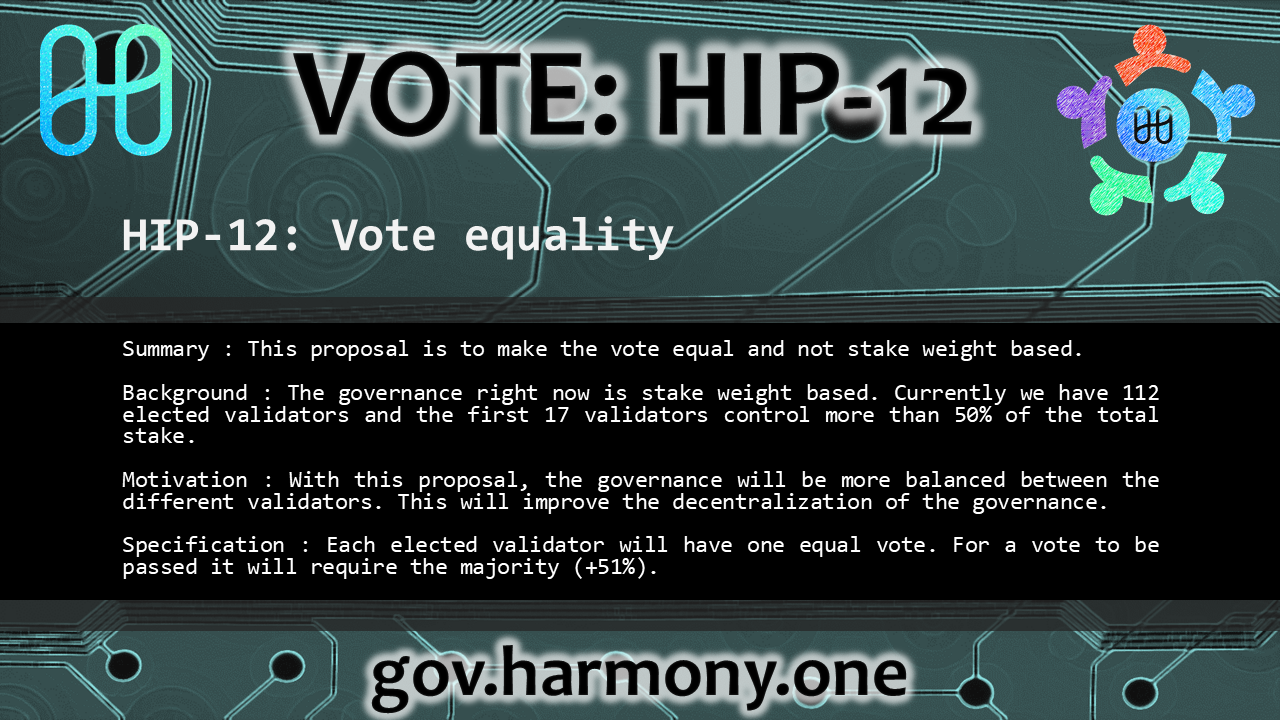 VOTE: HIP-12
HIP-12: Vote equality
Summary : This proposal is to make the vote equal and not stake weight based.
Background : The governance right now is stake weight based. Currently we have 112
elected validators and the first 17 validators control more than 50% of the total
stake.
Motivation : With this proposal, the governance will be more balanced between the
different validators. This will improve the decentralization of the governance.
Specification : Each elected validator will have one equal vote. For a vote to be
passed it will require the majority (+51%).
gov.harmony.one